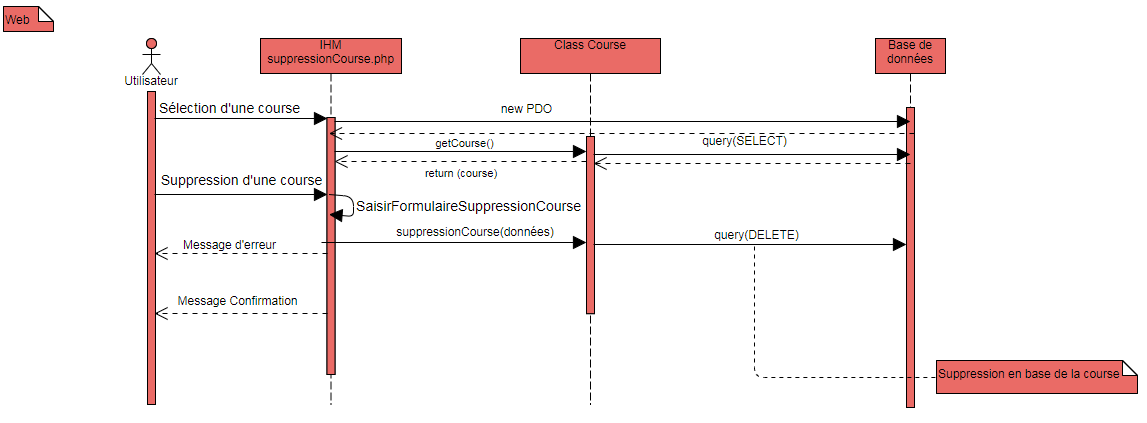 Web
IHM
suppressionCourse.php
Class Course
Base de
données
Utilisateur
Sélection d'une course
new PDO
getCourse()
query(SELECT)
return (course)
Suppression d'une course
SaisirFormulaireSuppressionCourse
suppressionCourse(données)
query(DELETE)
Message d'erreur
Message Confirmation
Suppression en base de la course